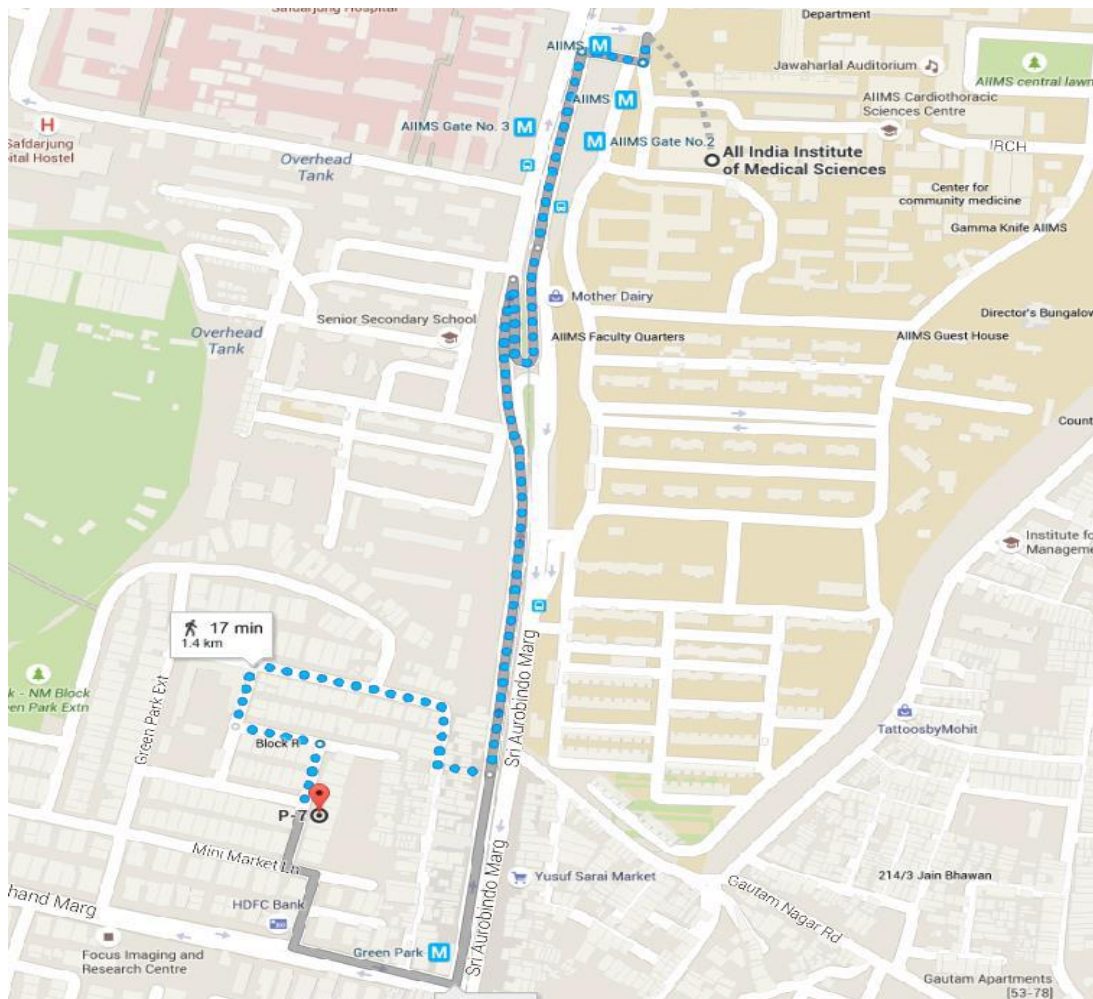 Safdarjung Hospital
Department
AIIMS
M
Jawaharlal Auditorium
AIIMS central lawn
AIIMS
M
AIIMS Cardiothoracic
Sciences Centre
H
Safdarjung
ital Hostel
AIIMS Gate No. 3
M
M
AIIMS Gate No.2
IRCH
Overhead
Tank
All India Institute
of Medical Sciences
Center for
community medicine
Gamma Knife AIIMS
Mother Dairy
Director's Bungalow
Senior Secondary School
Overhead
Tank
AIIMS Faculty Quarters
AIIMS Guest House
Count
Institute fo
Manageme
17 min
1.4 km
Sri Aurobindo Marg
k - NM Block
en Park Extn
Green Park Ext
TattoosbyMohit
Block R
P-7
Mini Market Ln
Sri Aurobindo Marg
Yusuf Sarai Market
214/3 Jain Bhawan
hand Marg
HDFC Bank
Gautam Nagar Rd
Focus Imaging and
Research Centre
Green Park
M
Gautam Apartments
[53-78]